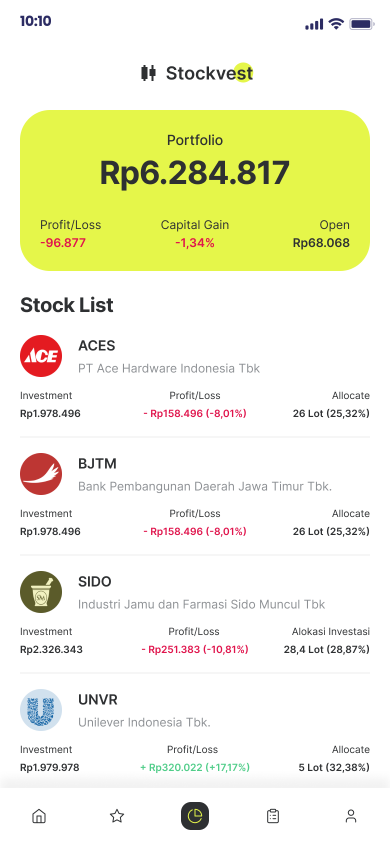 10:10
Stockvest
Portfolio
Rp6.284.817
Profit/Loss Capital Gain Open
-96.877 -1,34% Rp68.068
Stock List
ACE ACES
PT Ace Hardware Indonesia Tbk
Investment Profit/Loss Allocate
Rp1.978.496 - Rp158.496 (-8,01%) 26 Lot (25,32%)
BJTM
Bank Pembangunan Daerah Jawa Timur Tbk.
Investment Profit/Loss Allocate
Rp1.978.496 - Rp158.496 (-8,01%) 26 Lot (25,32%)
SIDO
SM Industri Jamu dan Farmasi Sido Muncul Tbk
Investment Profit/Loss Alokasi Investasi
Rp2.326.343 - Rp251.383 (-10,81%) 28,4 Lot (28,87%)
UNVR
Unilever Indonesia Tbk.
Investment Profit/Loss Allocate
Rp1.979.978 + Rp320.022 (+17,17%) 5 Lot (32,38%)